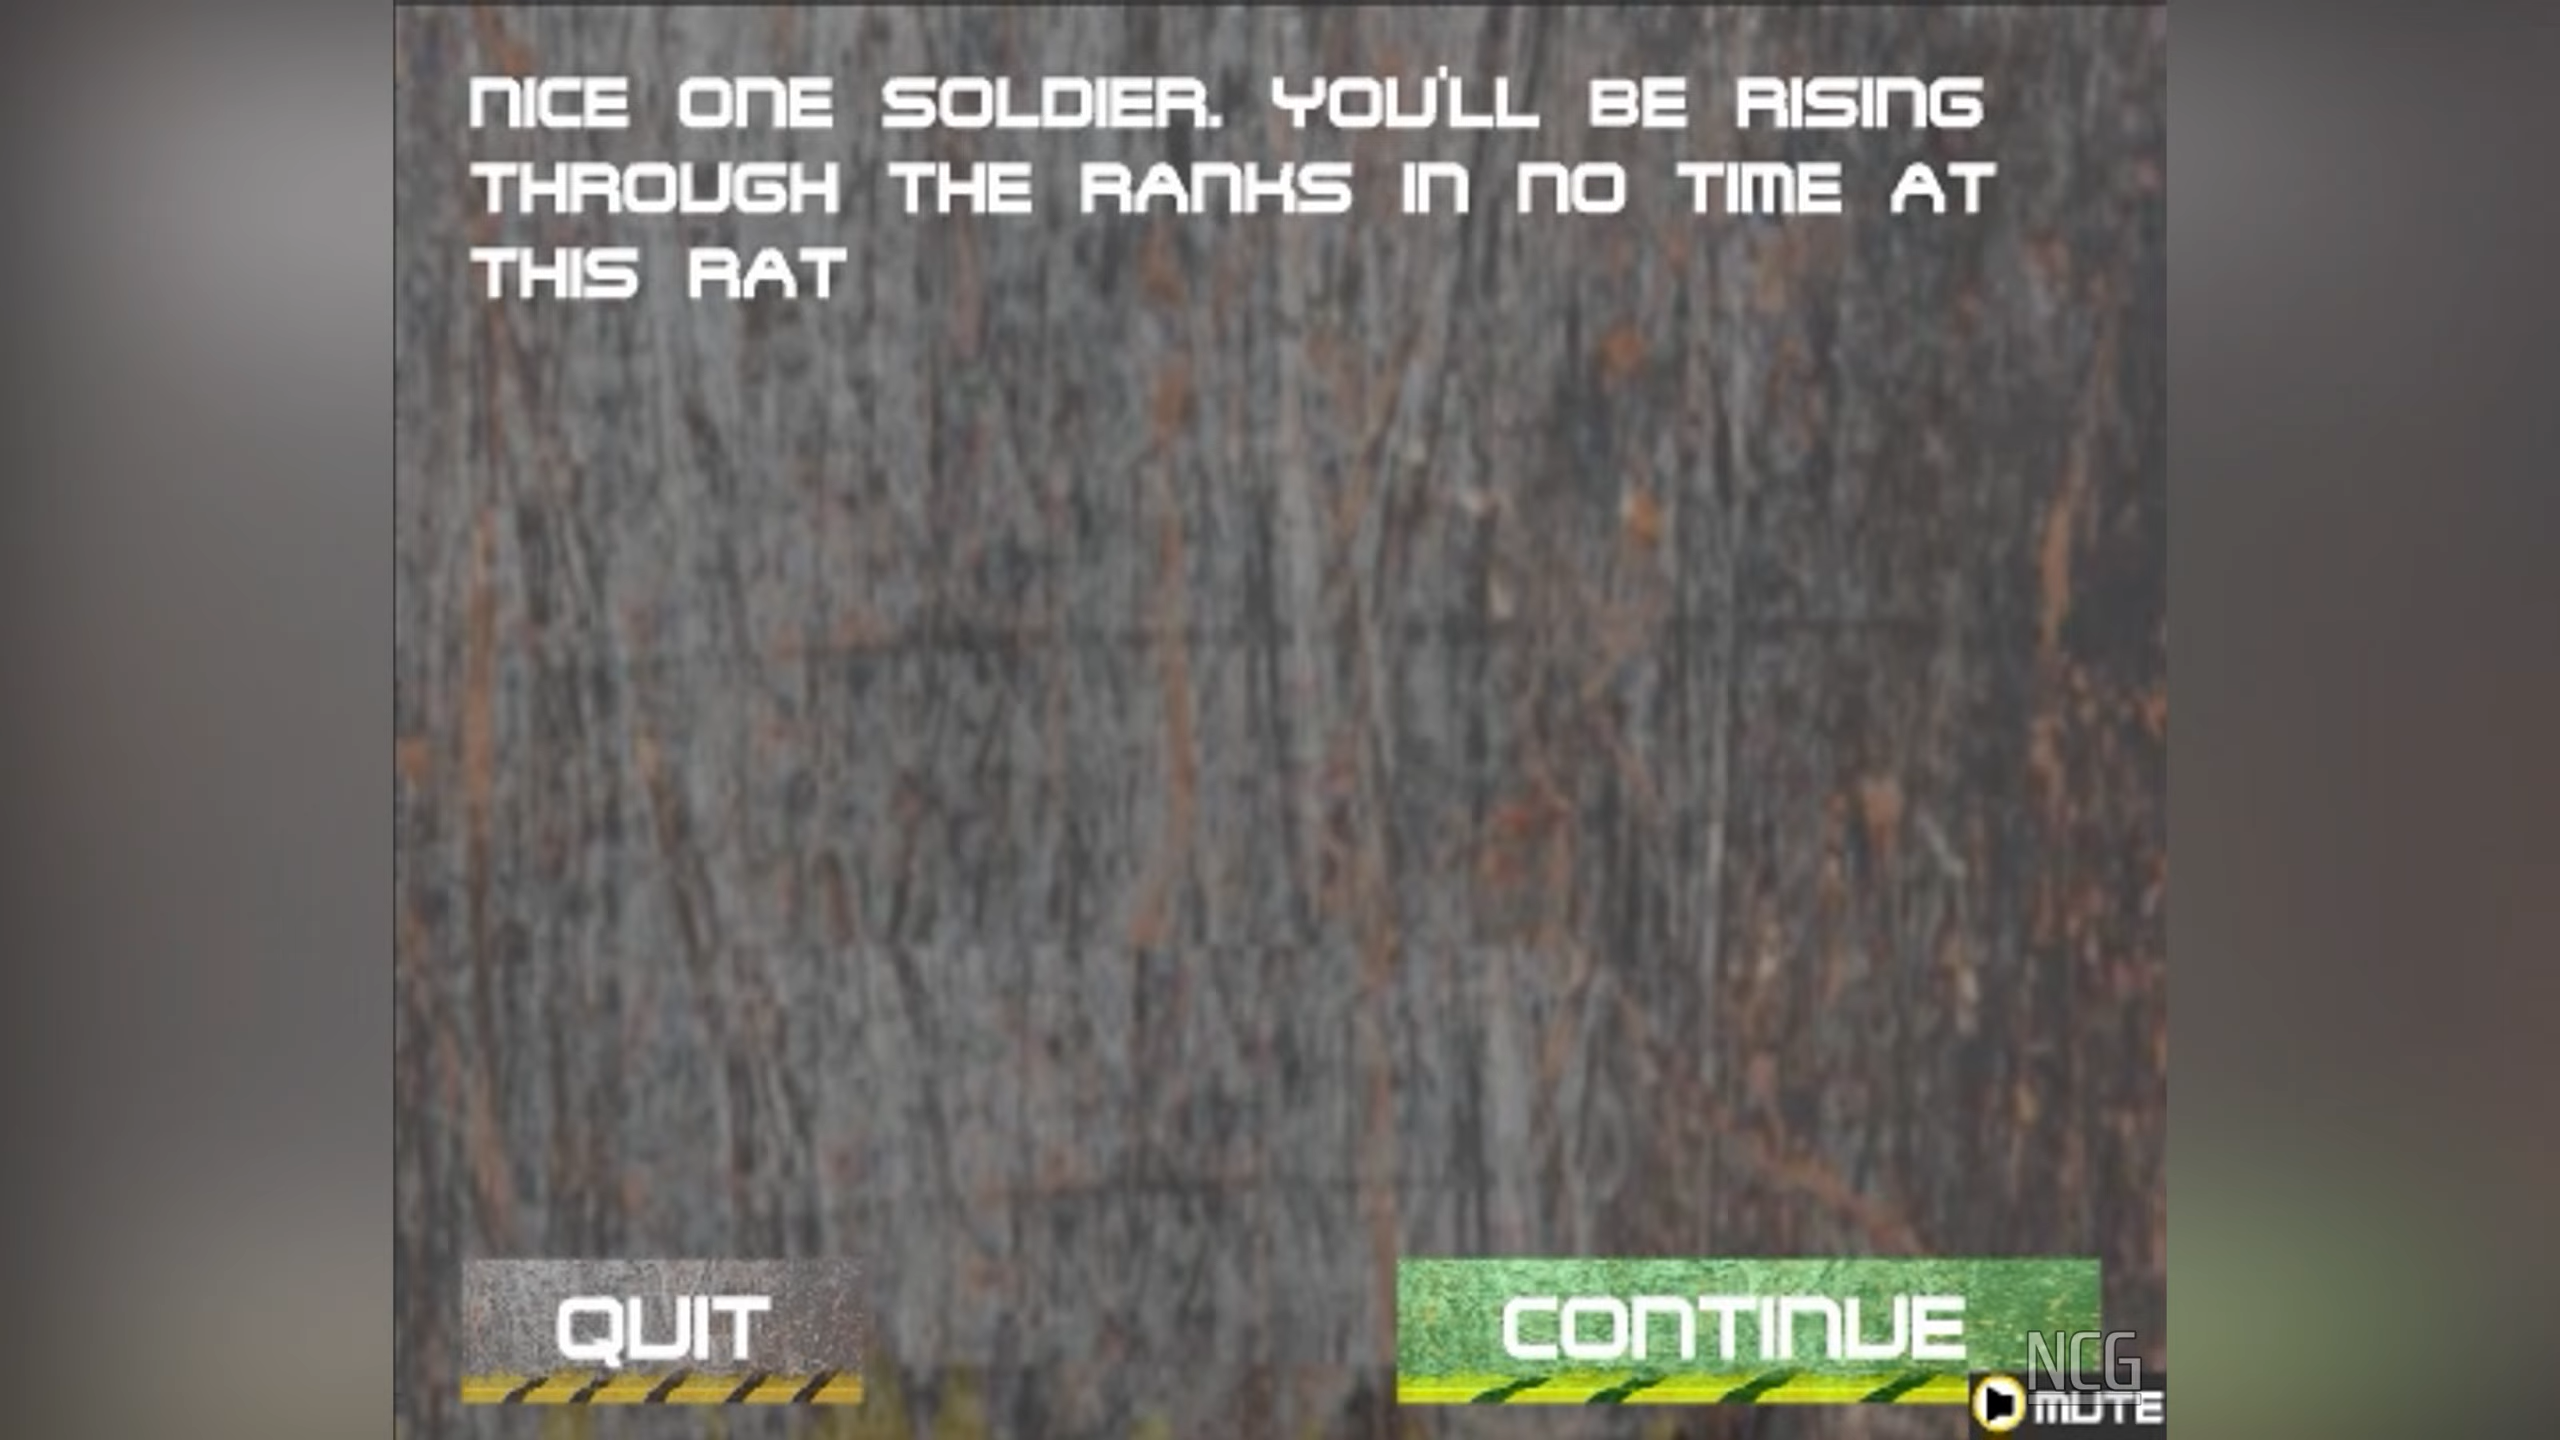 NICE ONE SOLDIER. YOU'LL BE RISING
THROUGH THE RANKS IN NO TIME AT
THIS RAT
QUIT
CONTINUE
NCG
MUTE